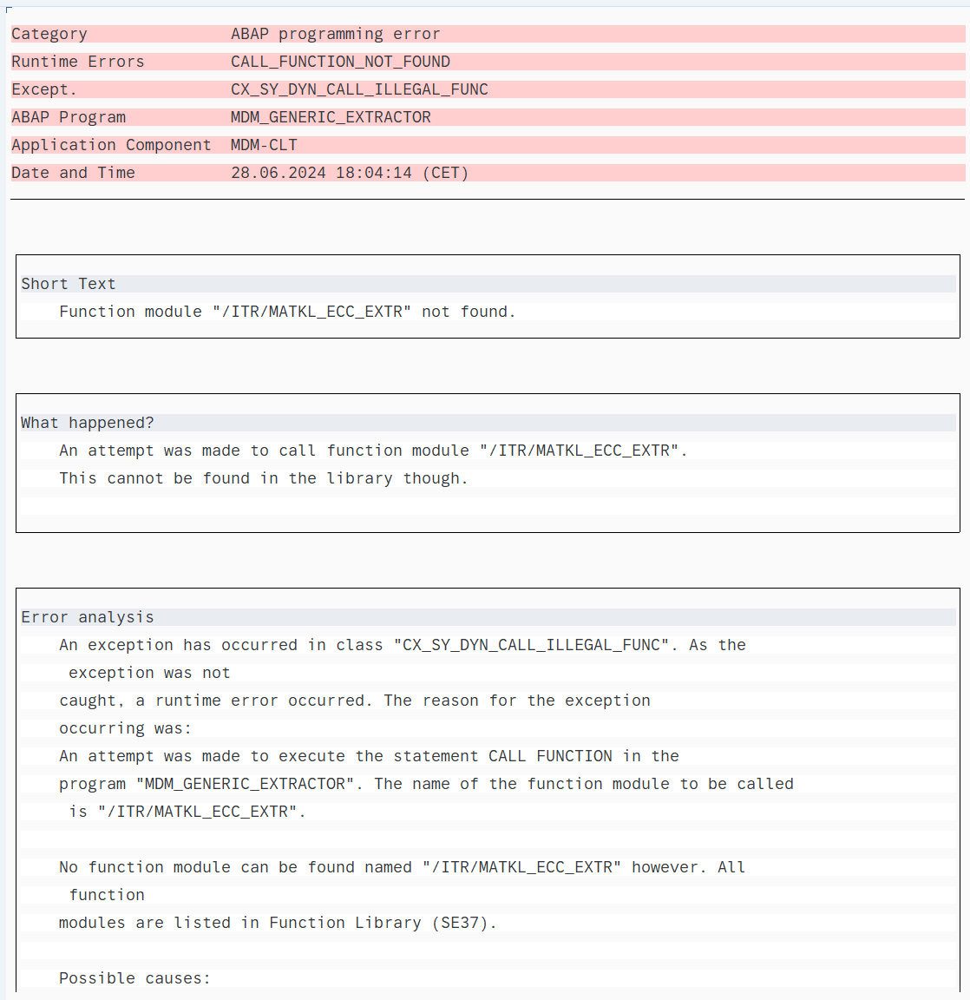 Category ABAP programming error
Runtime Errors CALL_FUNCTION_NOT_FOUND
Except. CX_SY_DYN_CALL_ILLEGAL_FUNC
ABAP Program MDM_GENERIC_EXTRACTOR
Application Component MDM-CLT
Date and Time 28.06.2024 18:04:14 (CET)
Short Text
Function module "/ITR/MATKL_ECC_EXTR" not found.
What happened?
An attempt was made to call function module "/ITR/MATKL_ECC_EXTR".
This cannot be found in the library though.
Error analysis
An exception has occurred in class "CX_SY_DYN_CALL_ILLEGAL_FUNC". As the
exception was not
caught, a runtime error occurred. The reason for the exception
occurring was:
An attempt was made to execute the statement CALL FUNCTION in the
program "MDM_GENERIC_EXTRACTOR". The name of the function module to be called
is "/ITR/MATKL_ECC_EXTR".
No function module can be found named "/ITR/MATKL_ECC_EXTR" however. All
function
modules are listed in Function Library (SE37).
Possible causes: